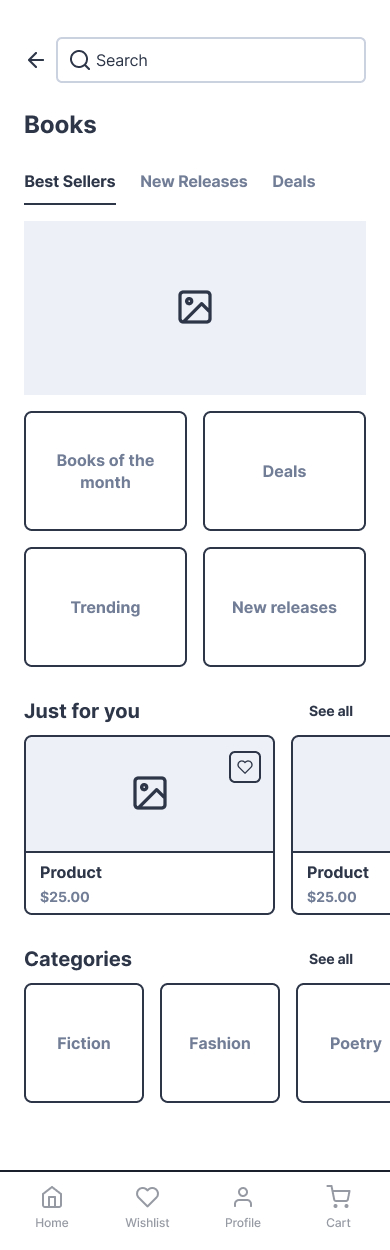 Search
Books
Best Sellers New Releases Deals
Books of the
month
Deals
Trending
New releases
Just for you
See all
Product
$25.00
Product
$25.00
Categories
See all
Fiction
Fashion
Poetry
Home
Wishlist
Profile
Cart